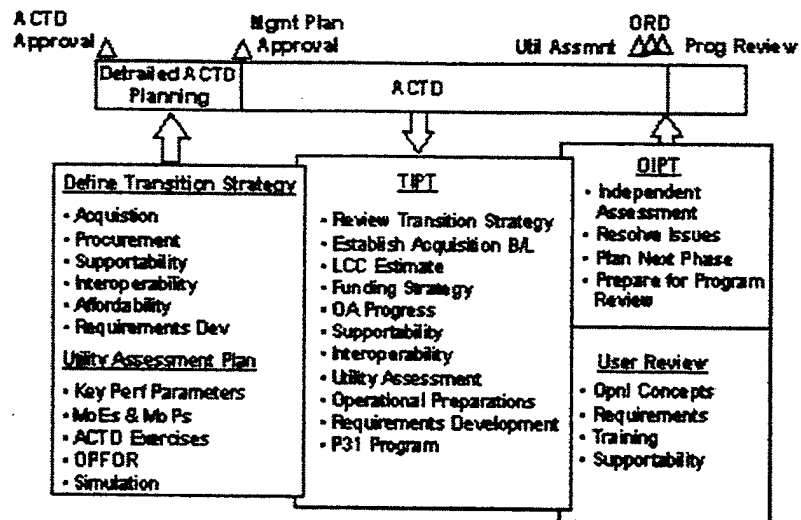 ACTD
Approval
Mgmt Plan
Approval
ORD
Util Assmnt
Prog Review
Detrailed ACTD
Planning
ACTD
Define Transition Strategy
• Acquistion
• Procurement
• Supportability
• Interoperability
• Affordability
• Requirements Dev
Utility Assessment Plan
• Key Perf Parameters
• MoEs & MoPs
• ACTD Exercises
• OPFOR
• Simulation
TIPT
• Review Transition Strategy
• Establish Acquisition B/L
• LCC Estimate
• Funding Strategy
• OA Progress
• Supportability
• Interoperability
• Utility Assessment
• Operational Preparations
• Requirements Development
• P31 Program
OIPT
• Independent
Assessment
• Resolve Issues
• Plan Next Phase
• Prepare for Program
Review
User Review
• Opnl Concepts
• Requirements
• Training
• Supportability